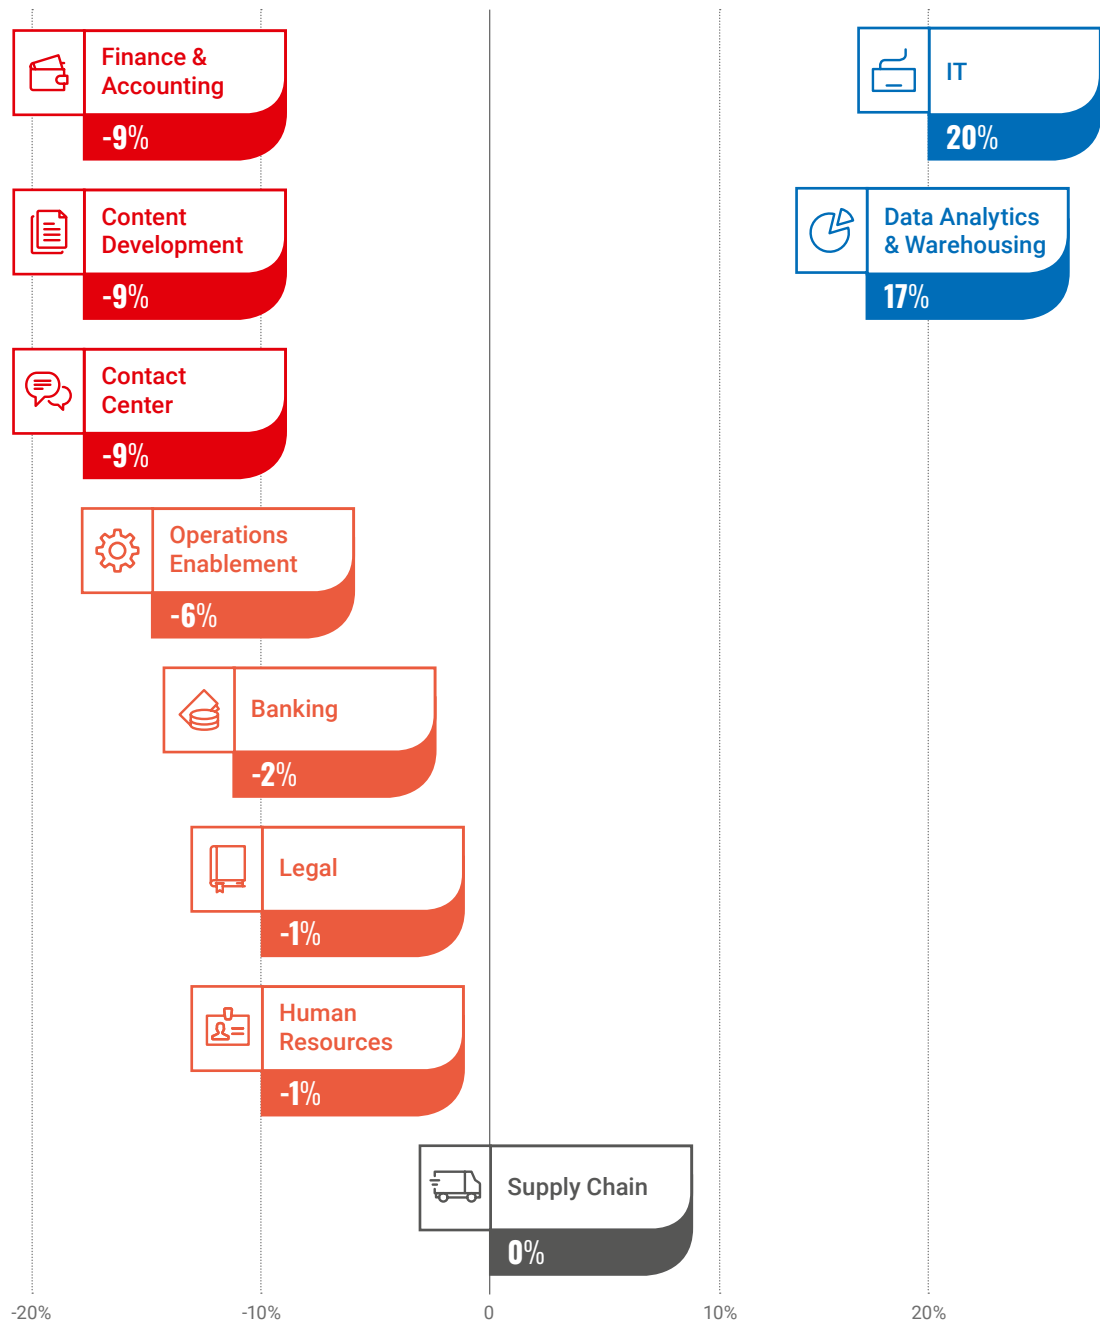 Finance &
Accounting
-9%
IT
20%
Content
Development
-9%
Data Analytics
& Warehousing
17%
Contact
Center
-9%
Operations
Enablement
-6%
Banking
-2%
Legal
-1%
Human
Resources
-1%
Supply Chain
0%
-20%
-10%
0
10%
20%